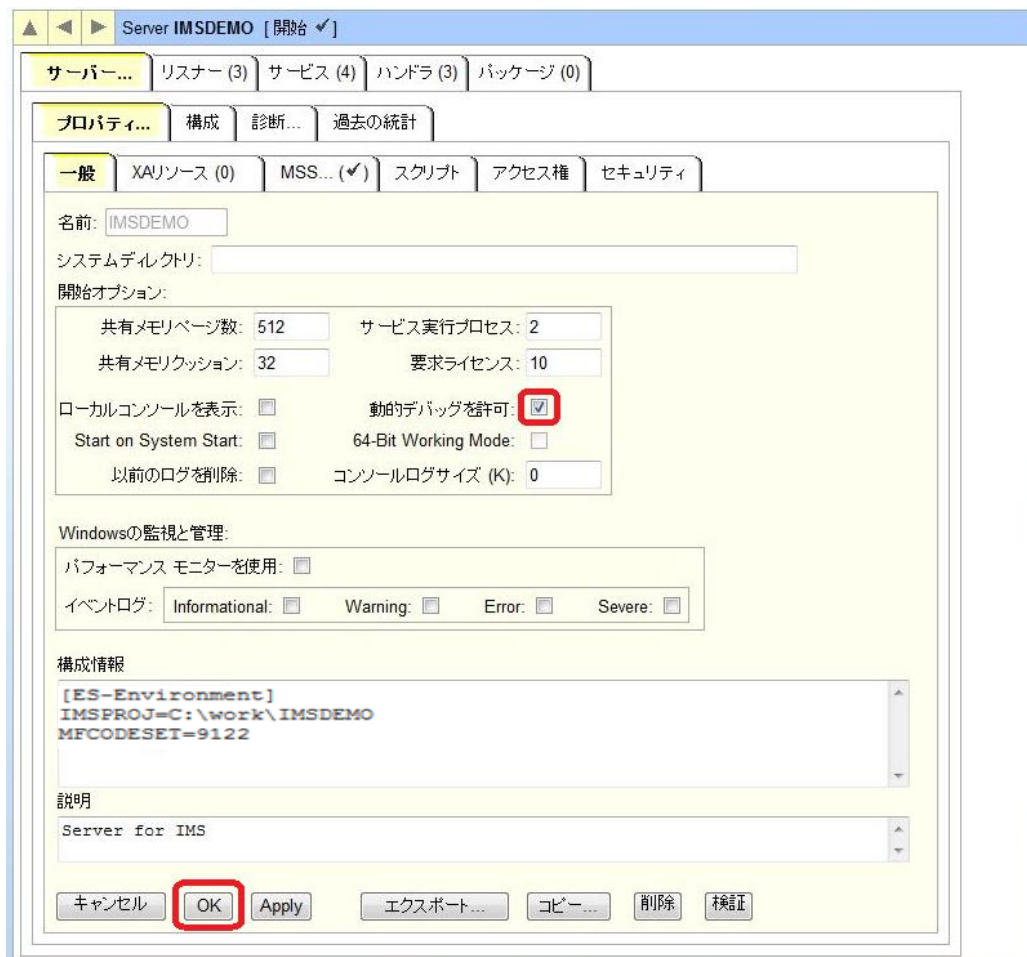 Server IMSDEMO [開始 ✔]
サーバー... リスナー (3) サービス (4) ハンドラ (3) パッケージ (0)
プロパティ... 構成 診断... 過去の統計
一般 XAリソース (0) MSS... (✔) スクリプト アクセス権 セキュリティ
名前: IMSDEMO
システムディレクトリ:
開始オプション:
共有メモリページ数: 512 サービス実行プロセス: 2
共有メモリクッション: 32 要求ライセンス: 10
ローカルコンソールを表示: 動的デバッグを許可:
Start on System Start: 64-Bit Working Mode:
以前のログを削除: コンソールログサイズ (K): 0
Windowsの監視と管理:
パフォーマンス モニターを使用:
イベントログ: Informational: Warning: Error: Severe:
構成情報
[ES-Environment]
IMSPROJ=C:\work\IMSDEMO
MFCODESET=9122
説明
Server for IMS
キャンセル OK Apply エクスポート... コピー... 削除 検証